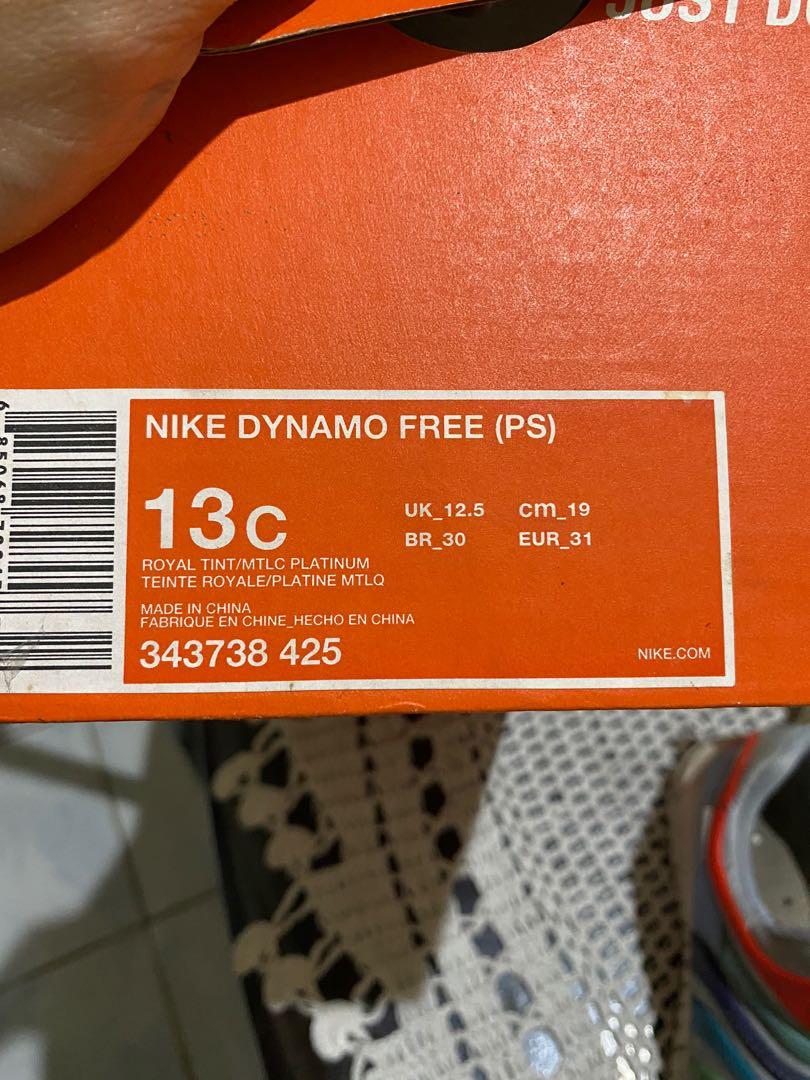 JUST
NIKE DYNAMO FREE (PS)
13C
UK_12.5 cm_19
BR_30 EUR_31
ROYAL TINT/MTLC PLATINUM
TEINTE ROYALE/PLATINE MTLQ
MADE IN CHINA
FABRIQUE EN CHINE_HECHO EN CHINA
343738 425
NIKE.COM